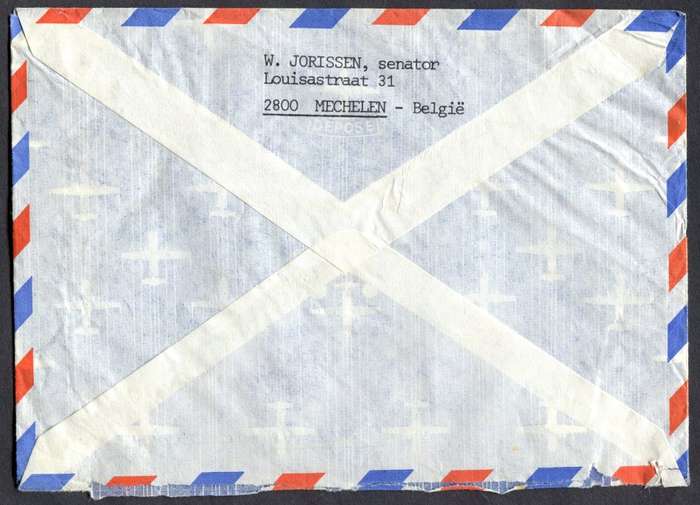 W. JORISSEN, senator
Louisastraat 31
2800 MECHELEN - België